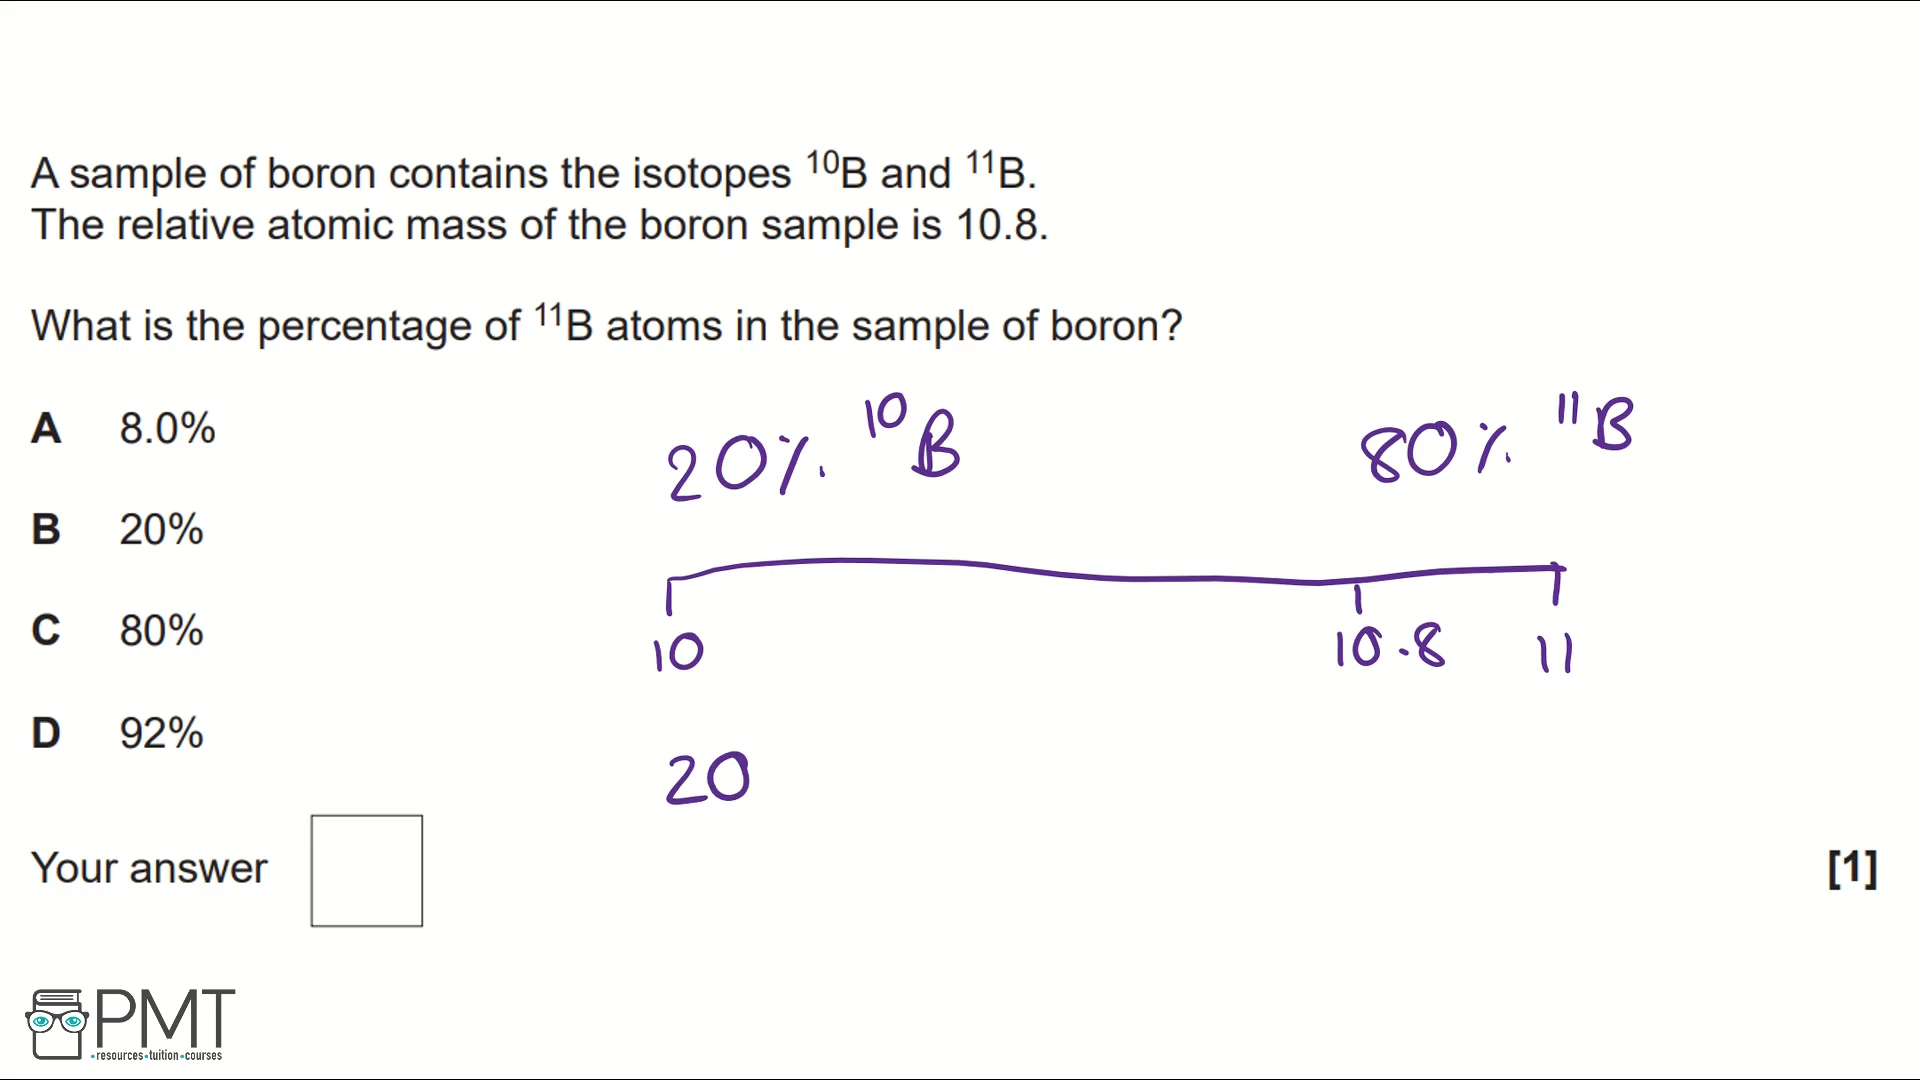 A sample of boron contains the isotopes ¹⁰B and ¹¹B.
The relative atomic mass of the boron sample is 10.8.
What is the percentage of ¹¹B atoms in the sample of boron?
A 8.0%
B 20%
C 80%
D 92%
20% ¹⁰B
80% ¹¹B
10 10.8 11
20
Your answer
[1]
PMT
•resources•tuition•courses